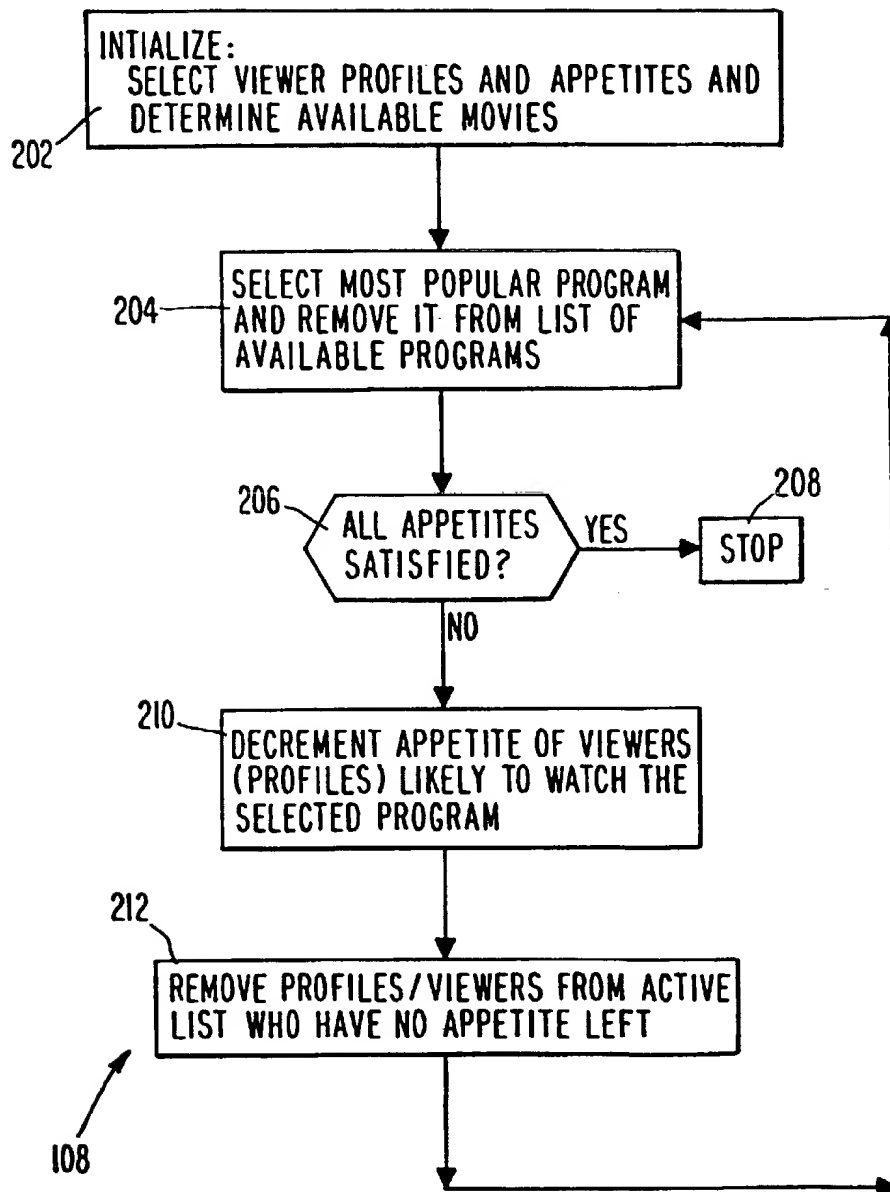 INTIALIZE:
SELECT VIEWER PROFILES AND APPETITES AND
DETERMINE AVAILABLE MOVIES
202
SELECT MOST POPULAR PROGRAM
AND REMOVE IT FROM LIST OF
AVAILABLE PROGRAMS
204
206
ALL APPETITES
SATISFIED?
YES
208
STOP
NO
210
DECREMENT APPETITE OF VIEWERS
(PROFILES) LIKELY TO WATCH THE
SELECTED PROGRAM
212
REMOVE PROFILES/VIEWERS FROM ACTIVE
LIST WHO HAVE NO APPETITE LEFT
108